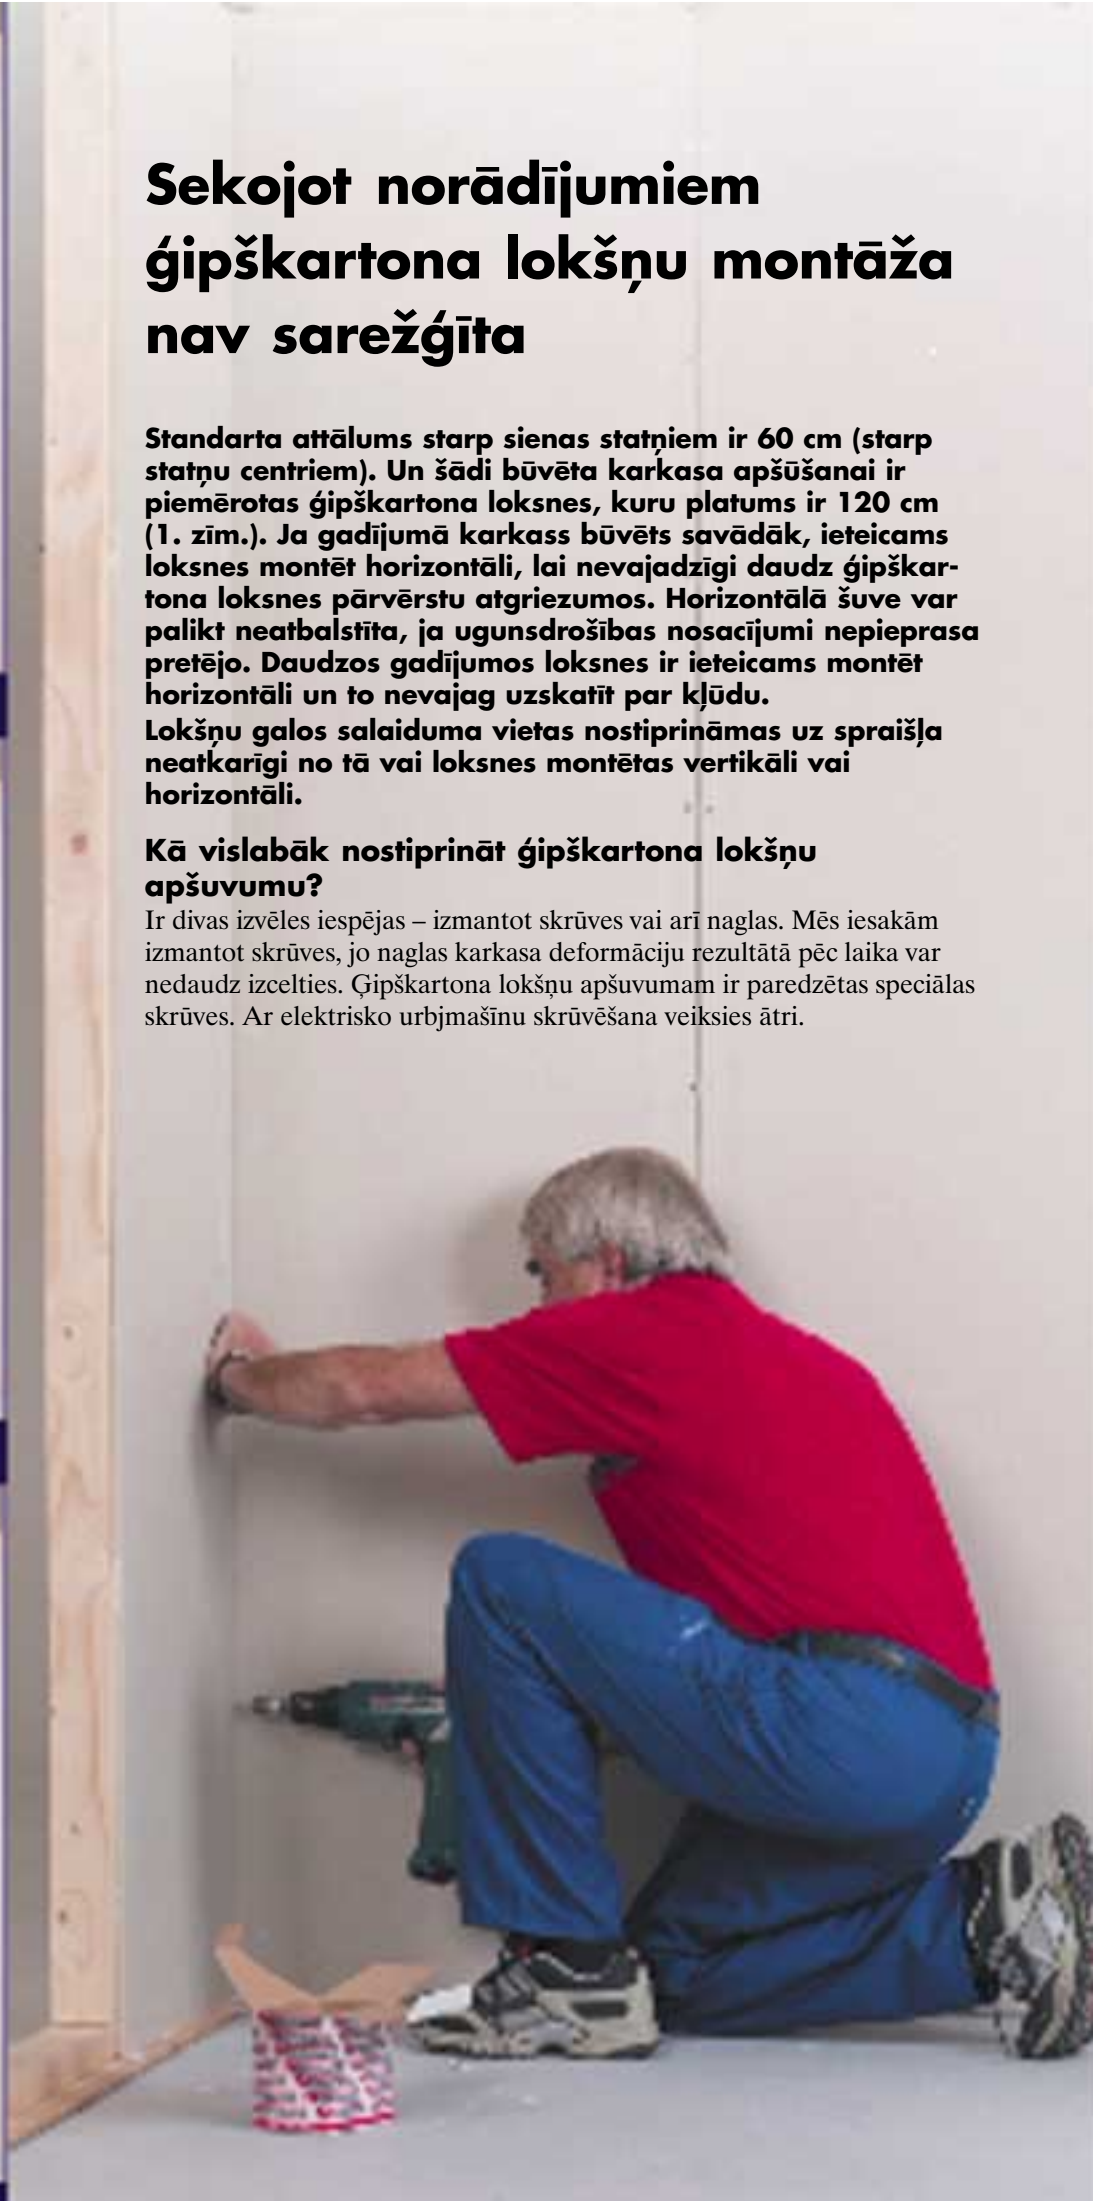 Sekojot norādījumiem
ģipškartona lokšņu montāža
nav sarežģīta
Standarta attālums starp sienas statņiem ir 60 cm (starp
statņu centriem). Un šādi būvēta karkasa apšūšanai ir
piemērotas ģipškartona loksnes, kuru platums ir 120 cm
(1. zīm.). Ja gadījumā karkass būvēts savādāk, ieteicams
loksnes montēt horizontāli, lai nevajadzīgi daudz ģipškar-
tona loksnes pārvērstu atgriezumos. Horizontālā šuve var
palikt neatbalstīta, ja ugunsdrošības nosacījumi nepieprasa
pretējo. Daudzos gadījumos loksnes ir ieteicams montēt
horizontāli un to nevajag uzskatīt par kļūdu.
Lokšņu galos salaiduma vietas nostiprināmas uz spraišļa
neatkarīgi no tā vai loksnes montētas vertikāli vai
horizontāli.
Kā vislabāk nostiprināt ģipškartona lokšņu
apšuvumu?
Ir divas izvēles iespējas – izmantot skrūves vai arī naglas. Mēs iesakām
izmantot skrūves, jo naglas karkasa deformāciju rezultātā pēc laika var
nedaudz izcelties. Ģipškartona lokšņu apšuvumam ir paredzētas speciālas
skrūves. Ar elektrisko urbjmašīnu skrūvēšana veiksies ātri.